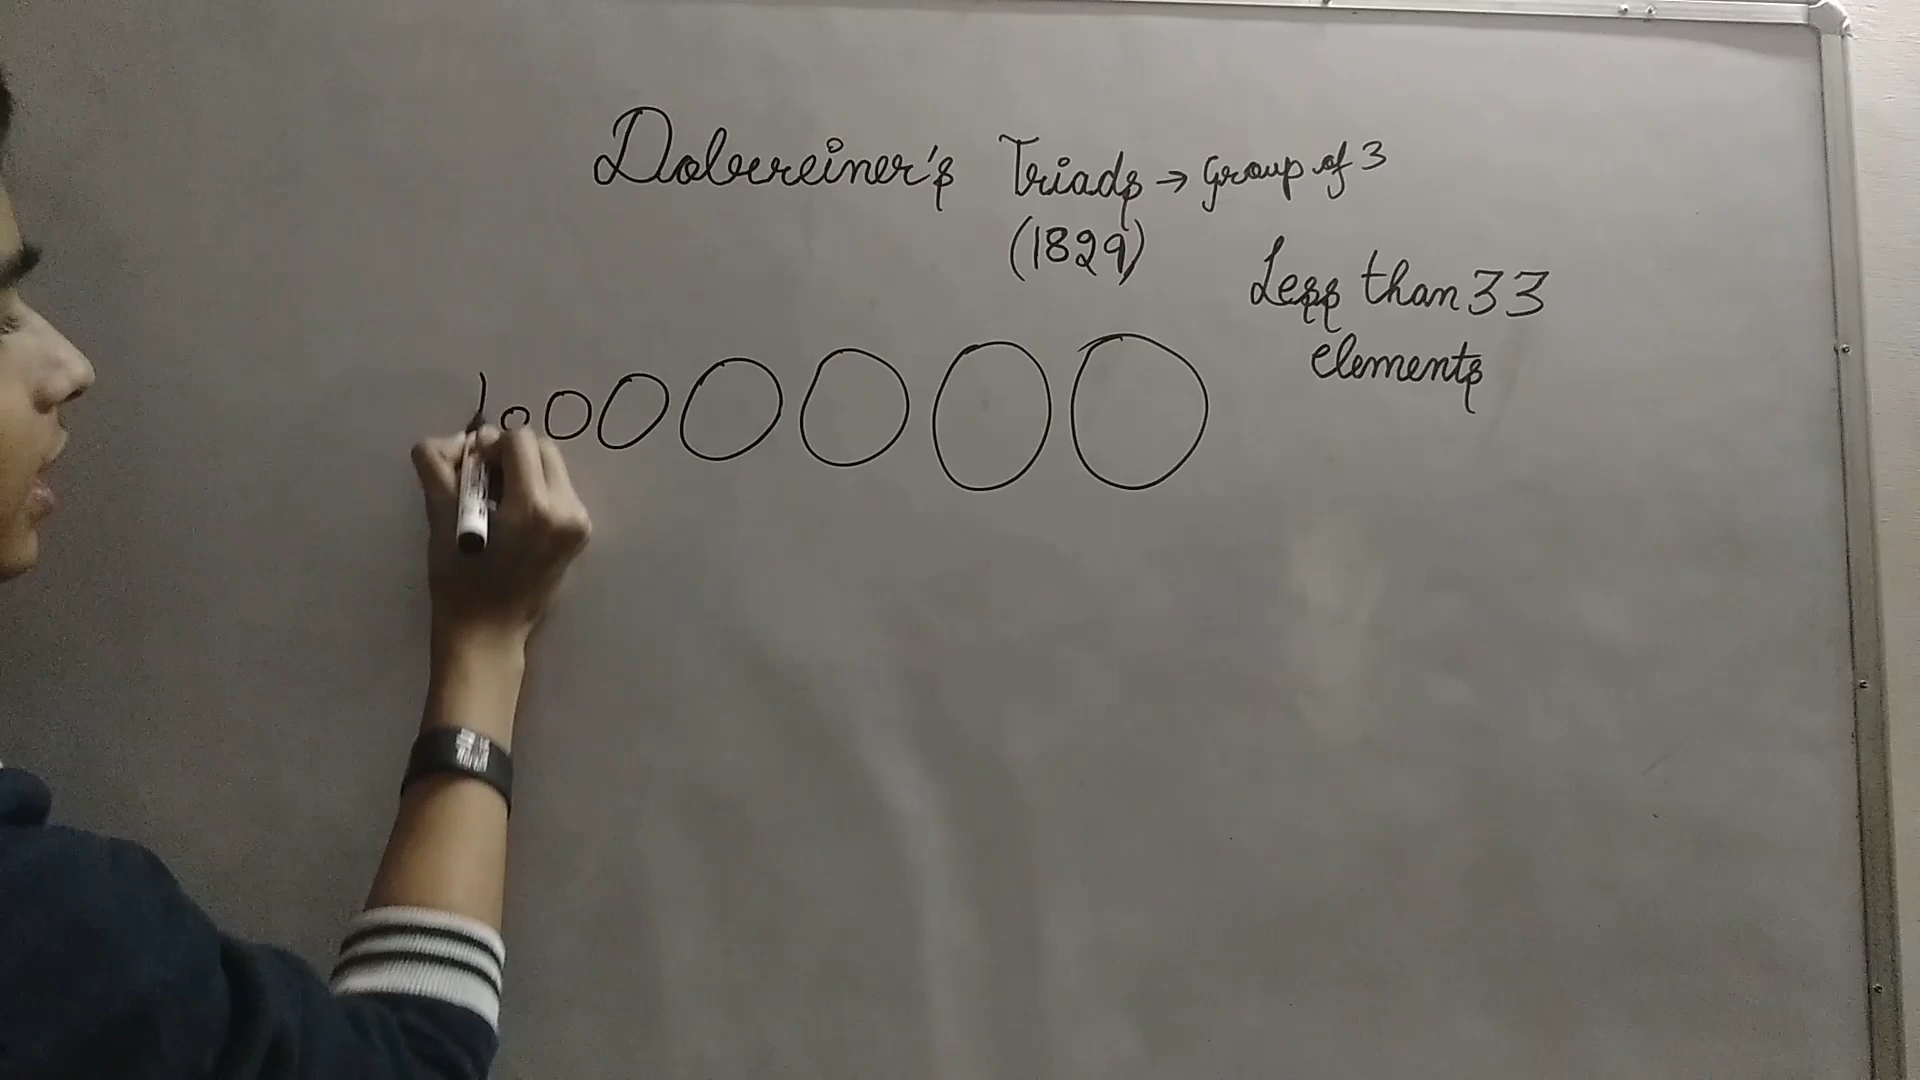 Dobereiner's Triads → Group of 3
(1829)
Less than 33
elements